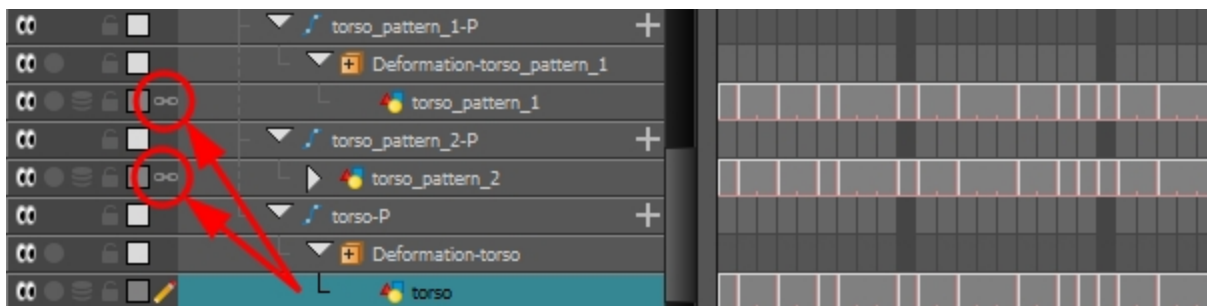 torso_pattern_1-P
Deformation-torso_pattern_1
torso_pattern_1
torso_pattern_2-P
torso_pattern_2
torso-P
Deformation-torso
torso